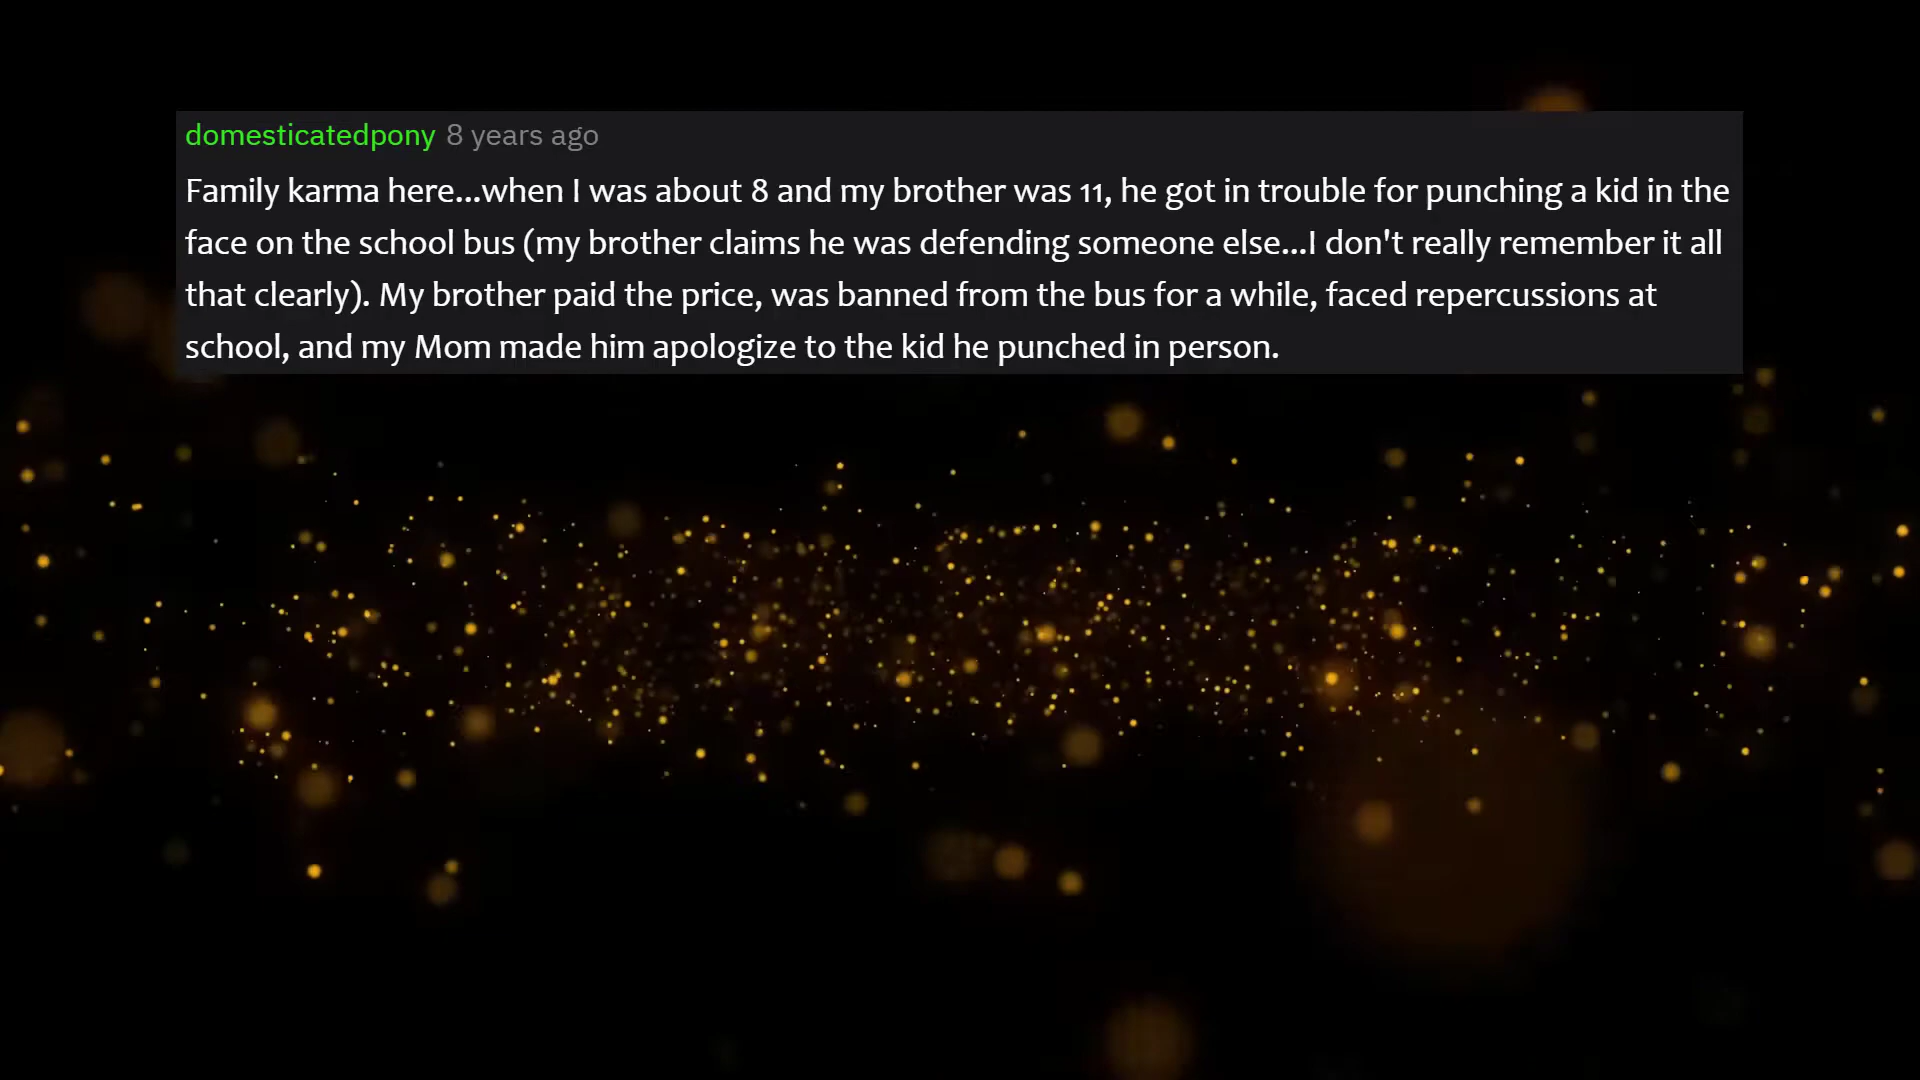 domesticatedpony 8 years ago
Family karma here...when I was about 8 and my brother was 11, he got in trouble for punching a kid in the
face on the school bus (my brother claims he was defending someone else...I don't really remember it all
that clearly). My brother paid the price, was banned from the bus for a while, faced repercussions at
school, and my Mom made him apologize to the kid he punched in person.